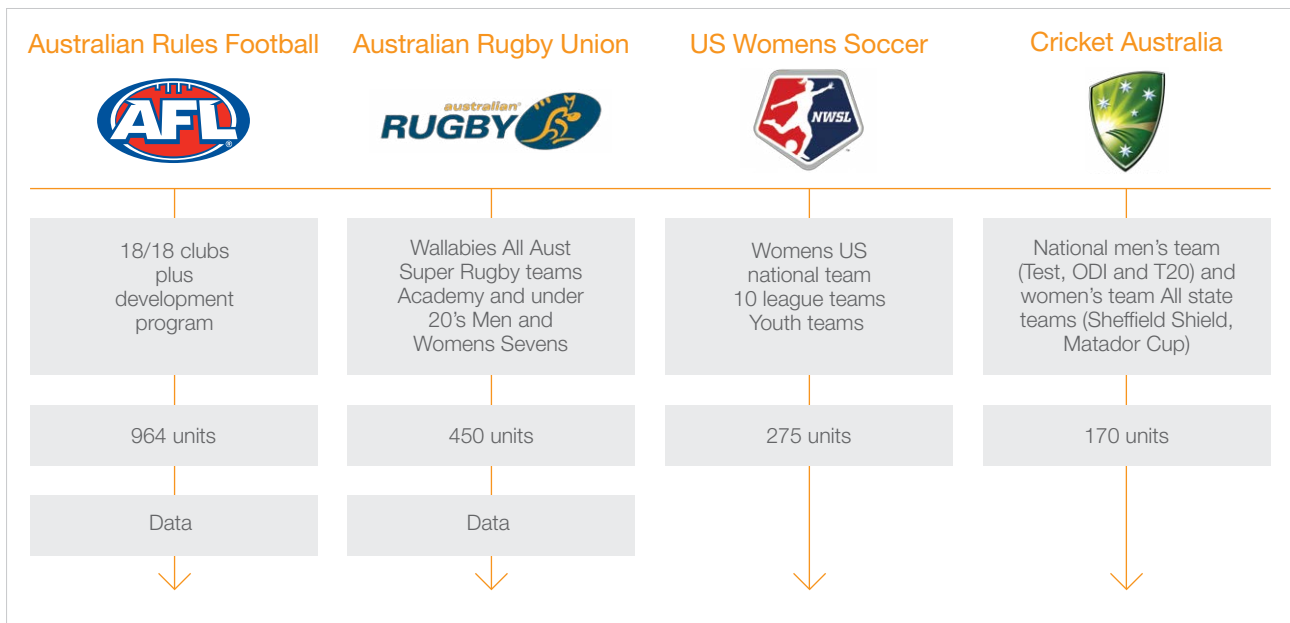 Australian Rules Football
Australian Rugby Union
US Womens Soccer
Cricket Australia
AFL
®
australian
RUGBY
NWSL
18/18 clubs
plus
development
program
Wallabies All Aust
Super Rugby teams
Academy and under
20's Men and
Womens Sevens
Womens US
national team
10 league teams
Youth teams
National men's team
(Test, ODI and T20) and
women's team All state
teams (Sheffield Shield,
Matador Cup)
964 units
450 units
275 units
170 units
Data
Data